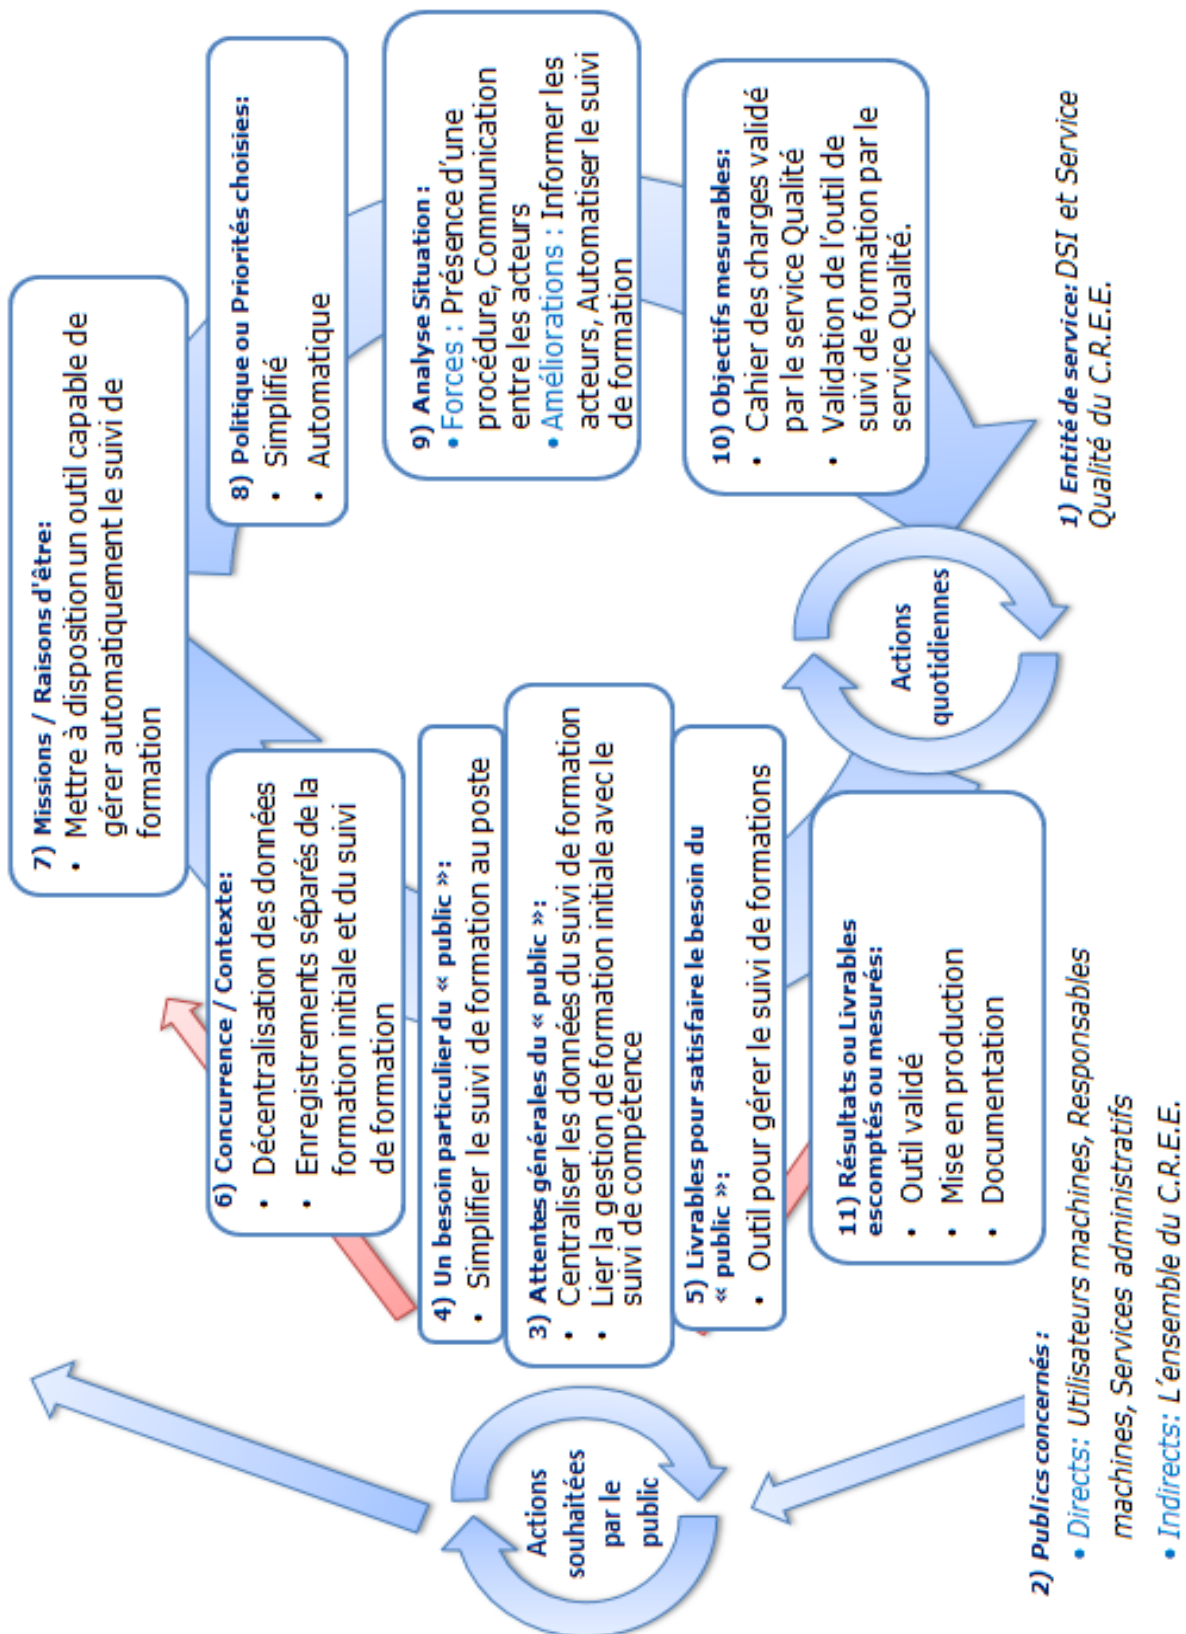 7) Missions / Raisons d'être:
• Mettre à disposition un outil capable de
gérer automatiquement le suivi de
formation
6) Concurrence / Contexte:
• Décentralisation des données
• Enregistrements séparés de la
formation initiale et du suivi
de formation
8) Politique ou Priorités choisies:
• Simplifié
• Automatique
4) Un besoin particulier du « public »:
• Simplifier le suivi de formation au poste
3) Attentes générales du « public »:
• Centraliser les données du suivi de formation
• Lier la gestion de formation initiale avec le
suivi de compétence
5) Livrables pour satisfaire le besoin du
« public »:
• Outil pour gérer le suivi de formations
9) Analyse Situation :
• Forces : Présence d'une
procédure, Communication
entre les acteurs
• Améliorations : Informer les
acteurs, Automatiser le suivi
de formation
Actions
souhaitées
par le
public
11) Résultats ou Livrables
escomptés ou mesurés:
• Outil validé
• Mise en production
• Documentation
Actions
quotidiennes
10) Objectifs mesurables:
• Cahier des charges validé
par le service Qualité
• Validation de l'outil de
suivi de formation par le
service Qualité.
2) Publics concernés :
• Directs: Utilisateurs machines, Responsables
machines, Services administratifs
• Indirects: L'ensemble du C.R.E.E.
1) Entité de service: DSI et Service
Qualité du C.R.E.E.